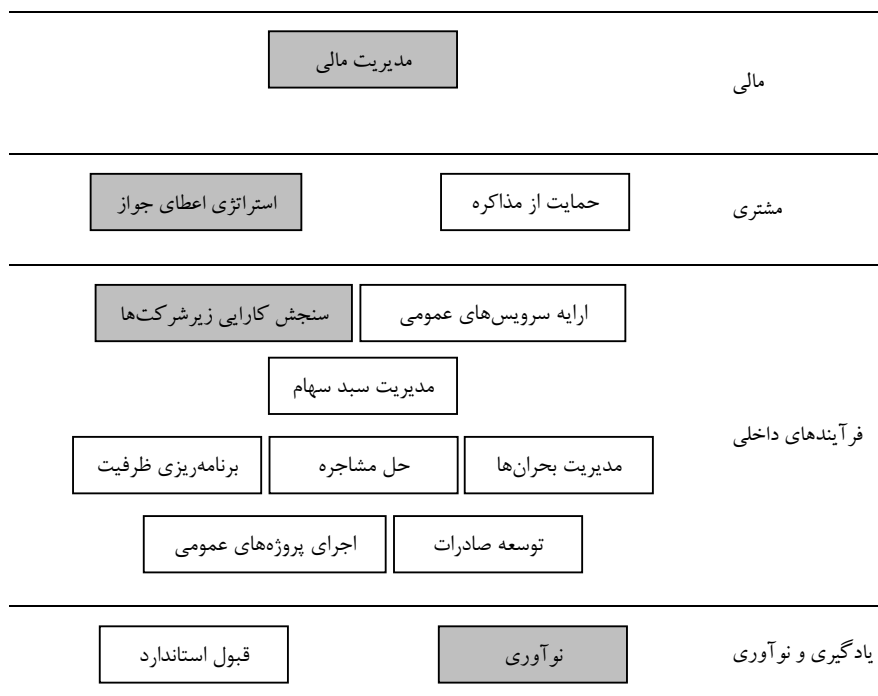 مدیریت مالی
مالی
حمایت از مذاکره
استراتژی اعطای جواز
مشتری
ارایه سرویس‌های عمومی
سنجش کارایی زیرشرکت‌ها
مدیریت سبد سهام
فرآیندهای داخلی
مدیریت بحران‌ها
حل مشاجره
برنامه‌ریزی ظرفیت
توسعه صادرات
اجرای پروژه‌های عمومی
یادگیری و نوآوری
نوآوری
قبول استاندارد